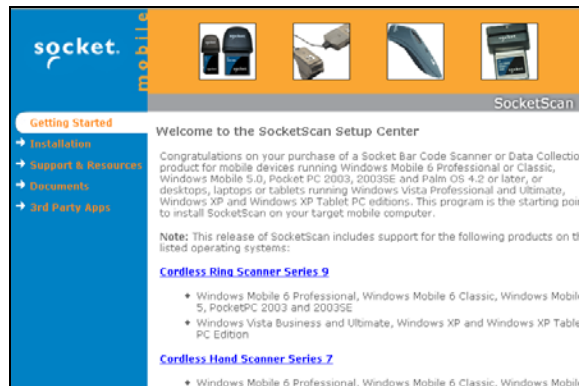 socket.
mobile
SocketScan
Getting Started
Installation
Support & Resources
Documents
3rd Party Apps
Welcome to the SocketScan Setup Center
Congratulations on your purchase of a Socket Bar Code Scanner or Data Collectio
product for mobile devices running Windows Mobile 6 Professional or Classic,
Windows Mobile 5.0, Pocket PC 2003, 2003SE and Palm OS 4.2 or later, or
desktops, laptops or tablets running Windows Vista Professional and Ultimate,
Windows XP and Windows XP Tablet PC editions. This program is the starting poin
to install SocketScan on your target mobile computer.
Note: This release of SocketScan includes support for the following products on th
listed operating systems:
Cordless Ring Scanner Series 9
Windows Mobile 6 Professional, Windows Mobile 6 Classic, Windows Mobile
5, PocketPC 2003 and 2003SE
Windows Vista Business and Ultimate, Windows XP and Windows XP Table
PC Edition
Cordless Hand Scanner Series 7
Windows Mobile 6 Professional, Windows Mobile 6 Classic, Windows Mobile